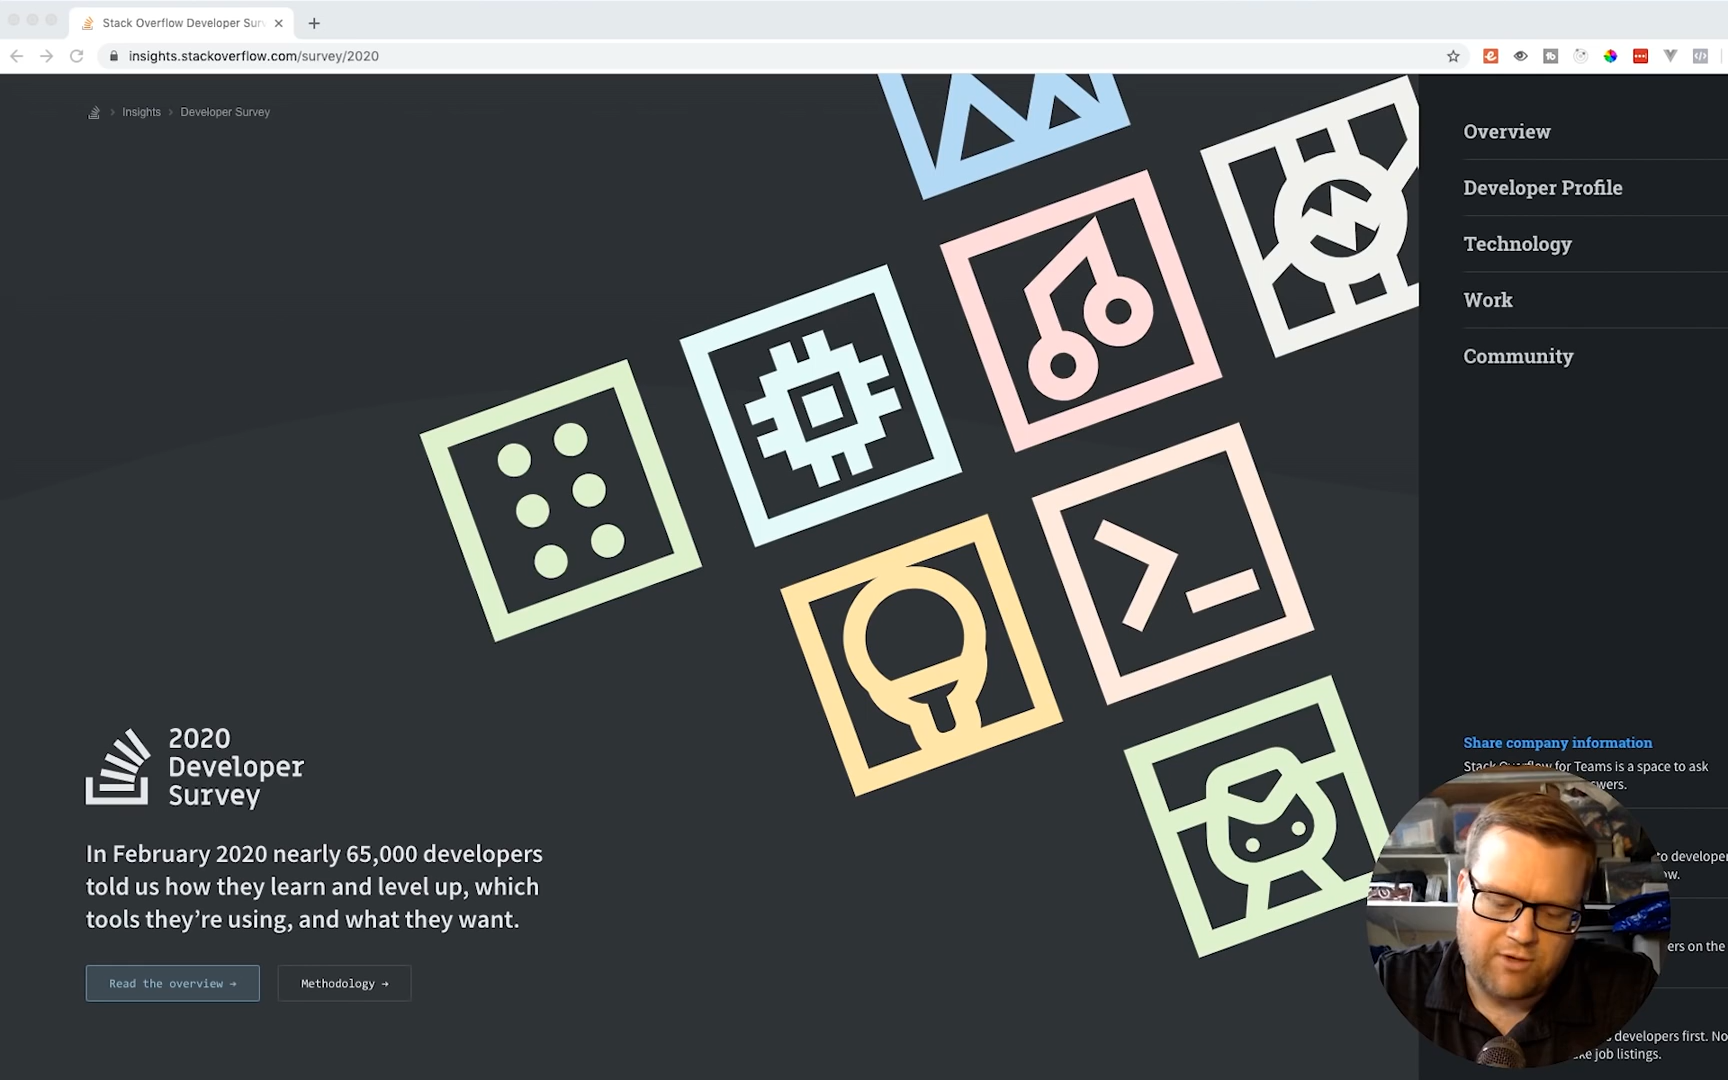 Stack Overflow Developer Sur
insights.stackoverflow.com/survey/2020
Insights › Developer Survey
Overview
Developer Profile
Technology
Work
Community
2020
Developer
Survey
In February 2020 nearly 65,000 developers
told us how they learn and level up, which
tools they're using, and what they want.
Read the overview →
Methodology →
Share company information
Stack Overflow for Teams is a space to ask
to developer
ers on the
developers first. No
job listings.